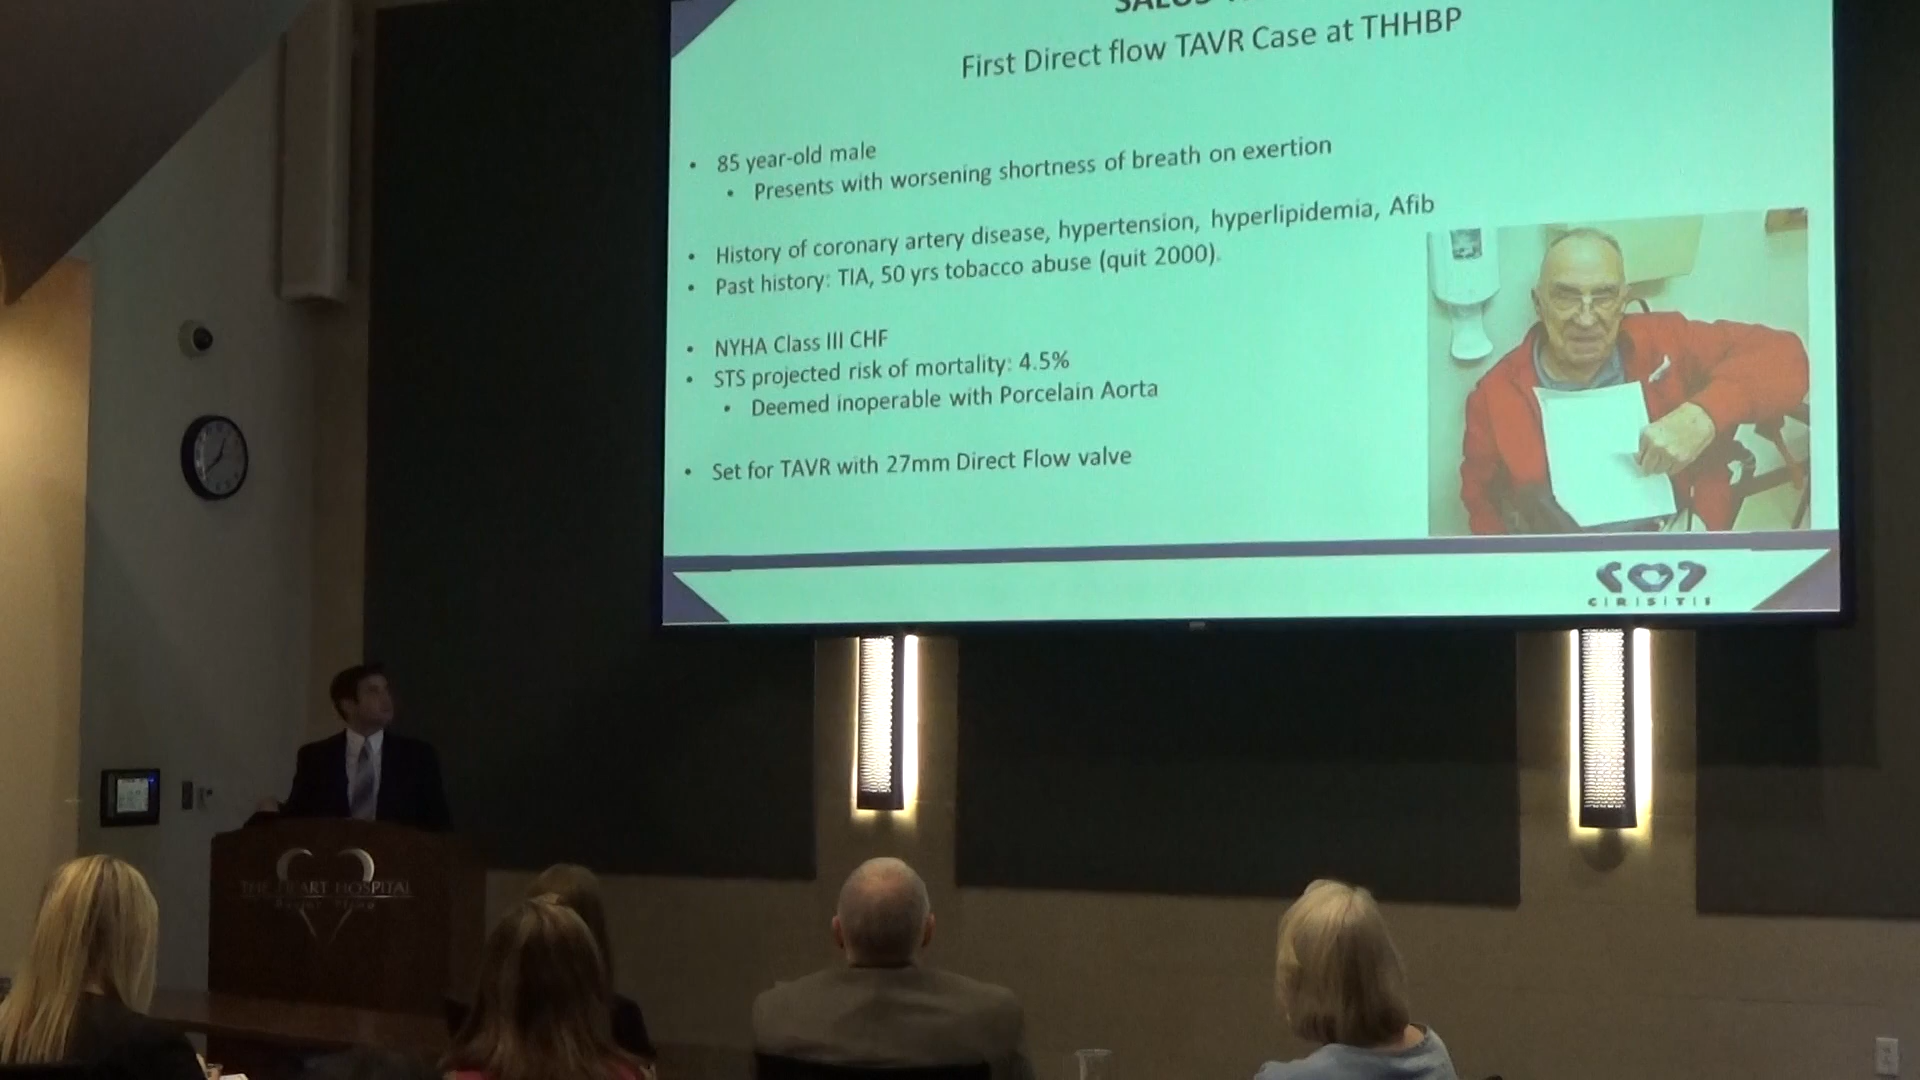 First Direct flow TAVR Case at THHBP
• 85 year-old male
• Presents with worsening shortness of breath on exertion
• History of coronary artery disease, hypertension, hyperlipidemia, Afib
• Past history: TIA, 50 yrs tobacco abuse (quit 2000).
• NYHA Class III CHF
• STS projected risk of mortality: 4.5%
• Deemed inoperable with Porcelain Aorta
• Set for TAVR with 27mm Direct Flow valve
C|R|S|T|I
THE HEART HOSPITAL